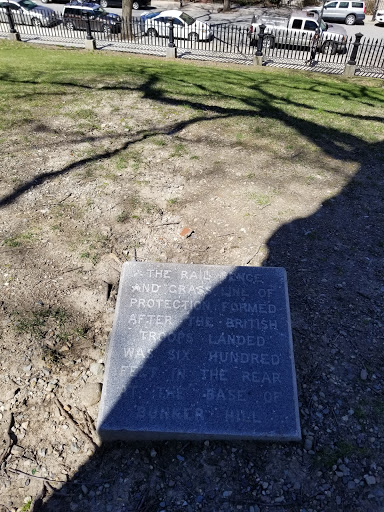 THE RAIL FENCE
AND GRASS LINE OF
PROTECTION FORMED
AFTER THE BRITISH
TROOPS LANDED
WAS SIX HUNDRED
FEET IN THE REAR
THE BASE OF
BUNKER HILL